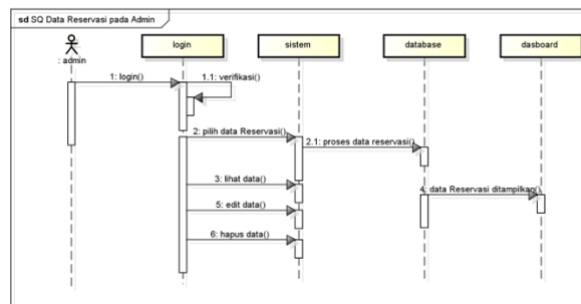 sd SQ Data Reservasi pada Admin
: admin
login
sistem
database
dasboard
1: login()
1.1: verifikasi()
2: pilih data Reservasi()
2.1: proses data reservasi()
3: lihat data()
4: data Reservasi ditampilkan()
5: edit data()
6: hapus data()